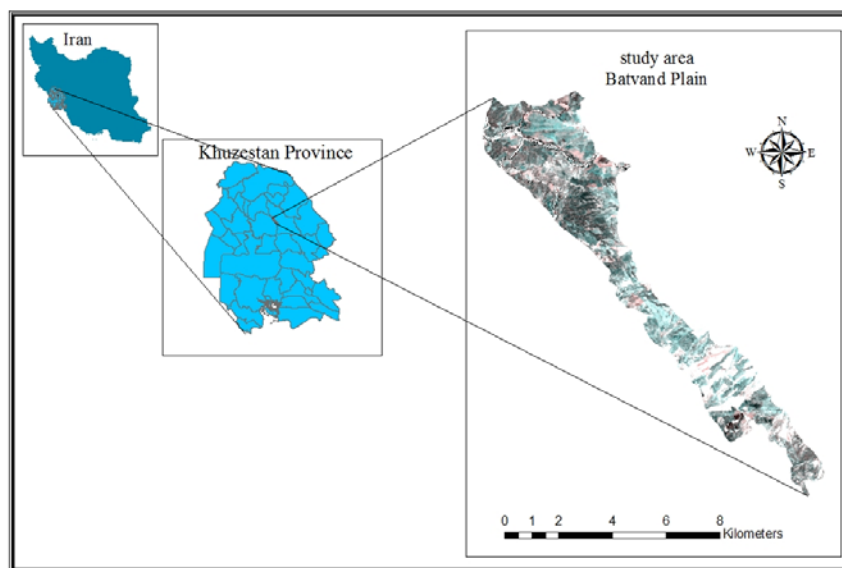 Iran
Khuzestan Province
study area
Batvand Plain
N
W E
S
0 1 2 4 6 8
Kilometers